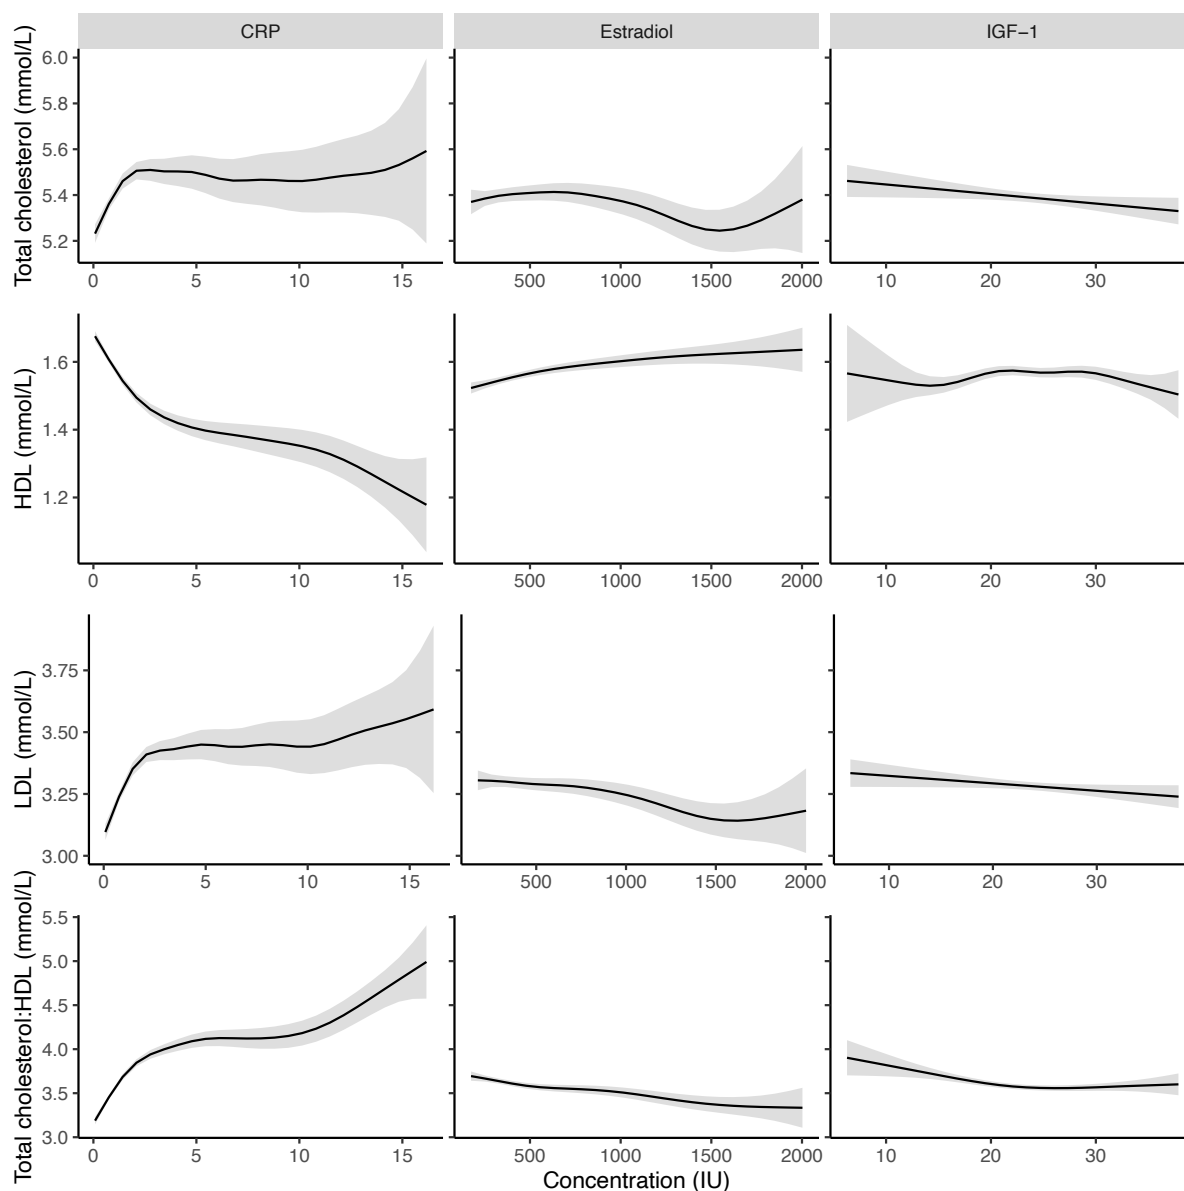 CRP Estradiol IGF−1
Total cholesterol (mmol/L)
6.0
5.8
5.6
5.4
5.2
0 5 10 15 500 1000 1500 2000 10 20 30
HDL (mmol/L)
1.6
1.4
1.2
0 5 10 15 500 1000 1500 2000 10 20 30
LDL (mmol/L)
3.75
3.50
3.25
3.00
0 5 10 15 500 1000 1500 2000 10 20 30
Total cholesterol:HDL (mmol/L)
5.5
5.0
4.5
4.0
3.5
3.0
0 5 10 15 500 1000 1500 2000 10 20 30
Concentration (IU)